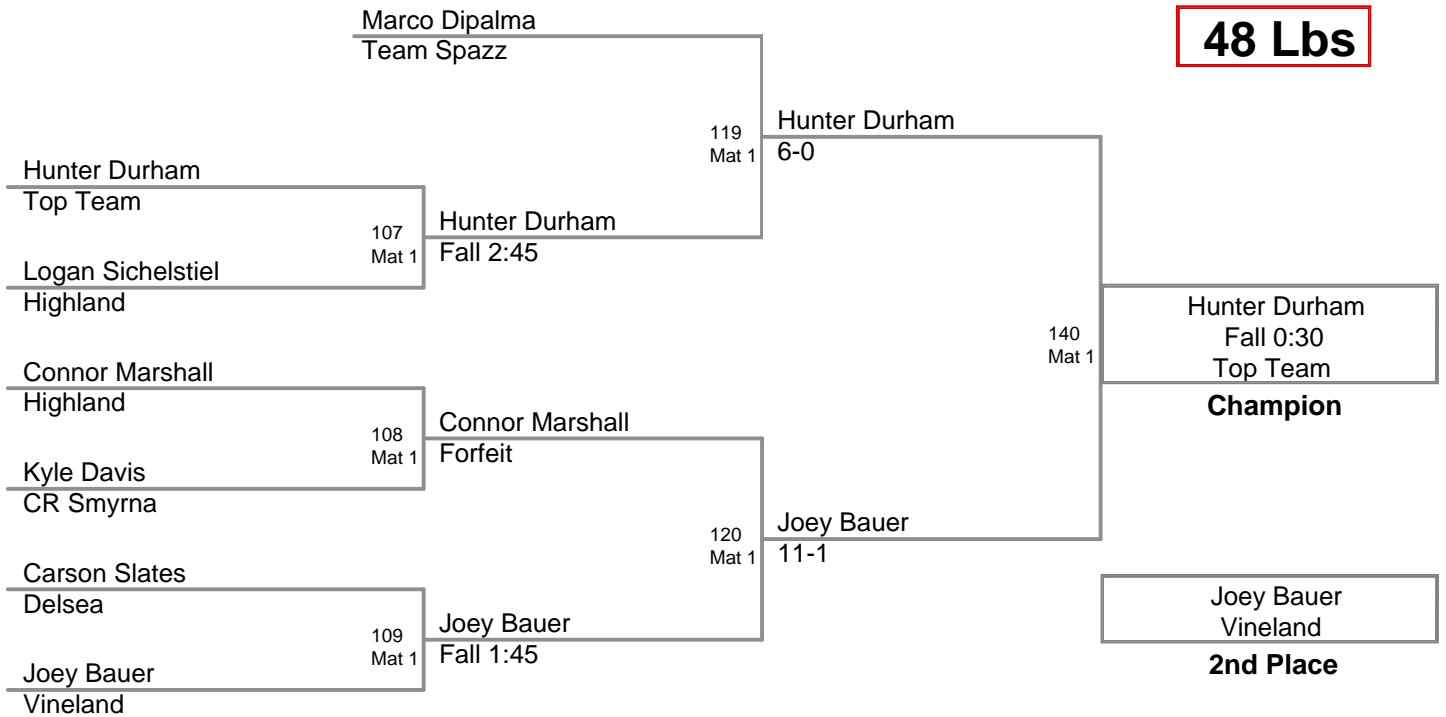 48 Lbs
Marco Dipalma
Team Spazz
119
Mat 1
Hunter Durham
6-0
Hunter Durham
Top Team
107
Mat 1
Hunter Durham
Fall 2:45
Logan Sichelstiel
Highland
140
Mat 1
Hunter Durham
Fall 0:30
Top Team
Champion
Connor Marshall
Highland
108
Mat 1
Connor Marshall
Forfeit
Kyle Davis
CR Smyrna
120
Mat 1
Joey Bauer
11-1
Carson Slates
Delsea
109
Mat 1
Joey Bauer
Fall 1:45
Joey Bauer
Vineland
Joey Bauer
Vineland
2nd Place